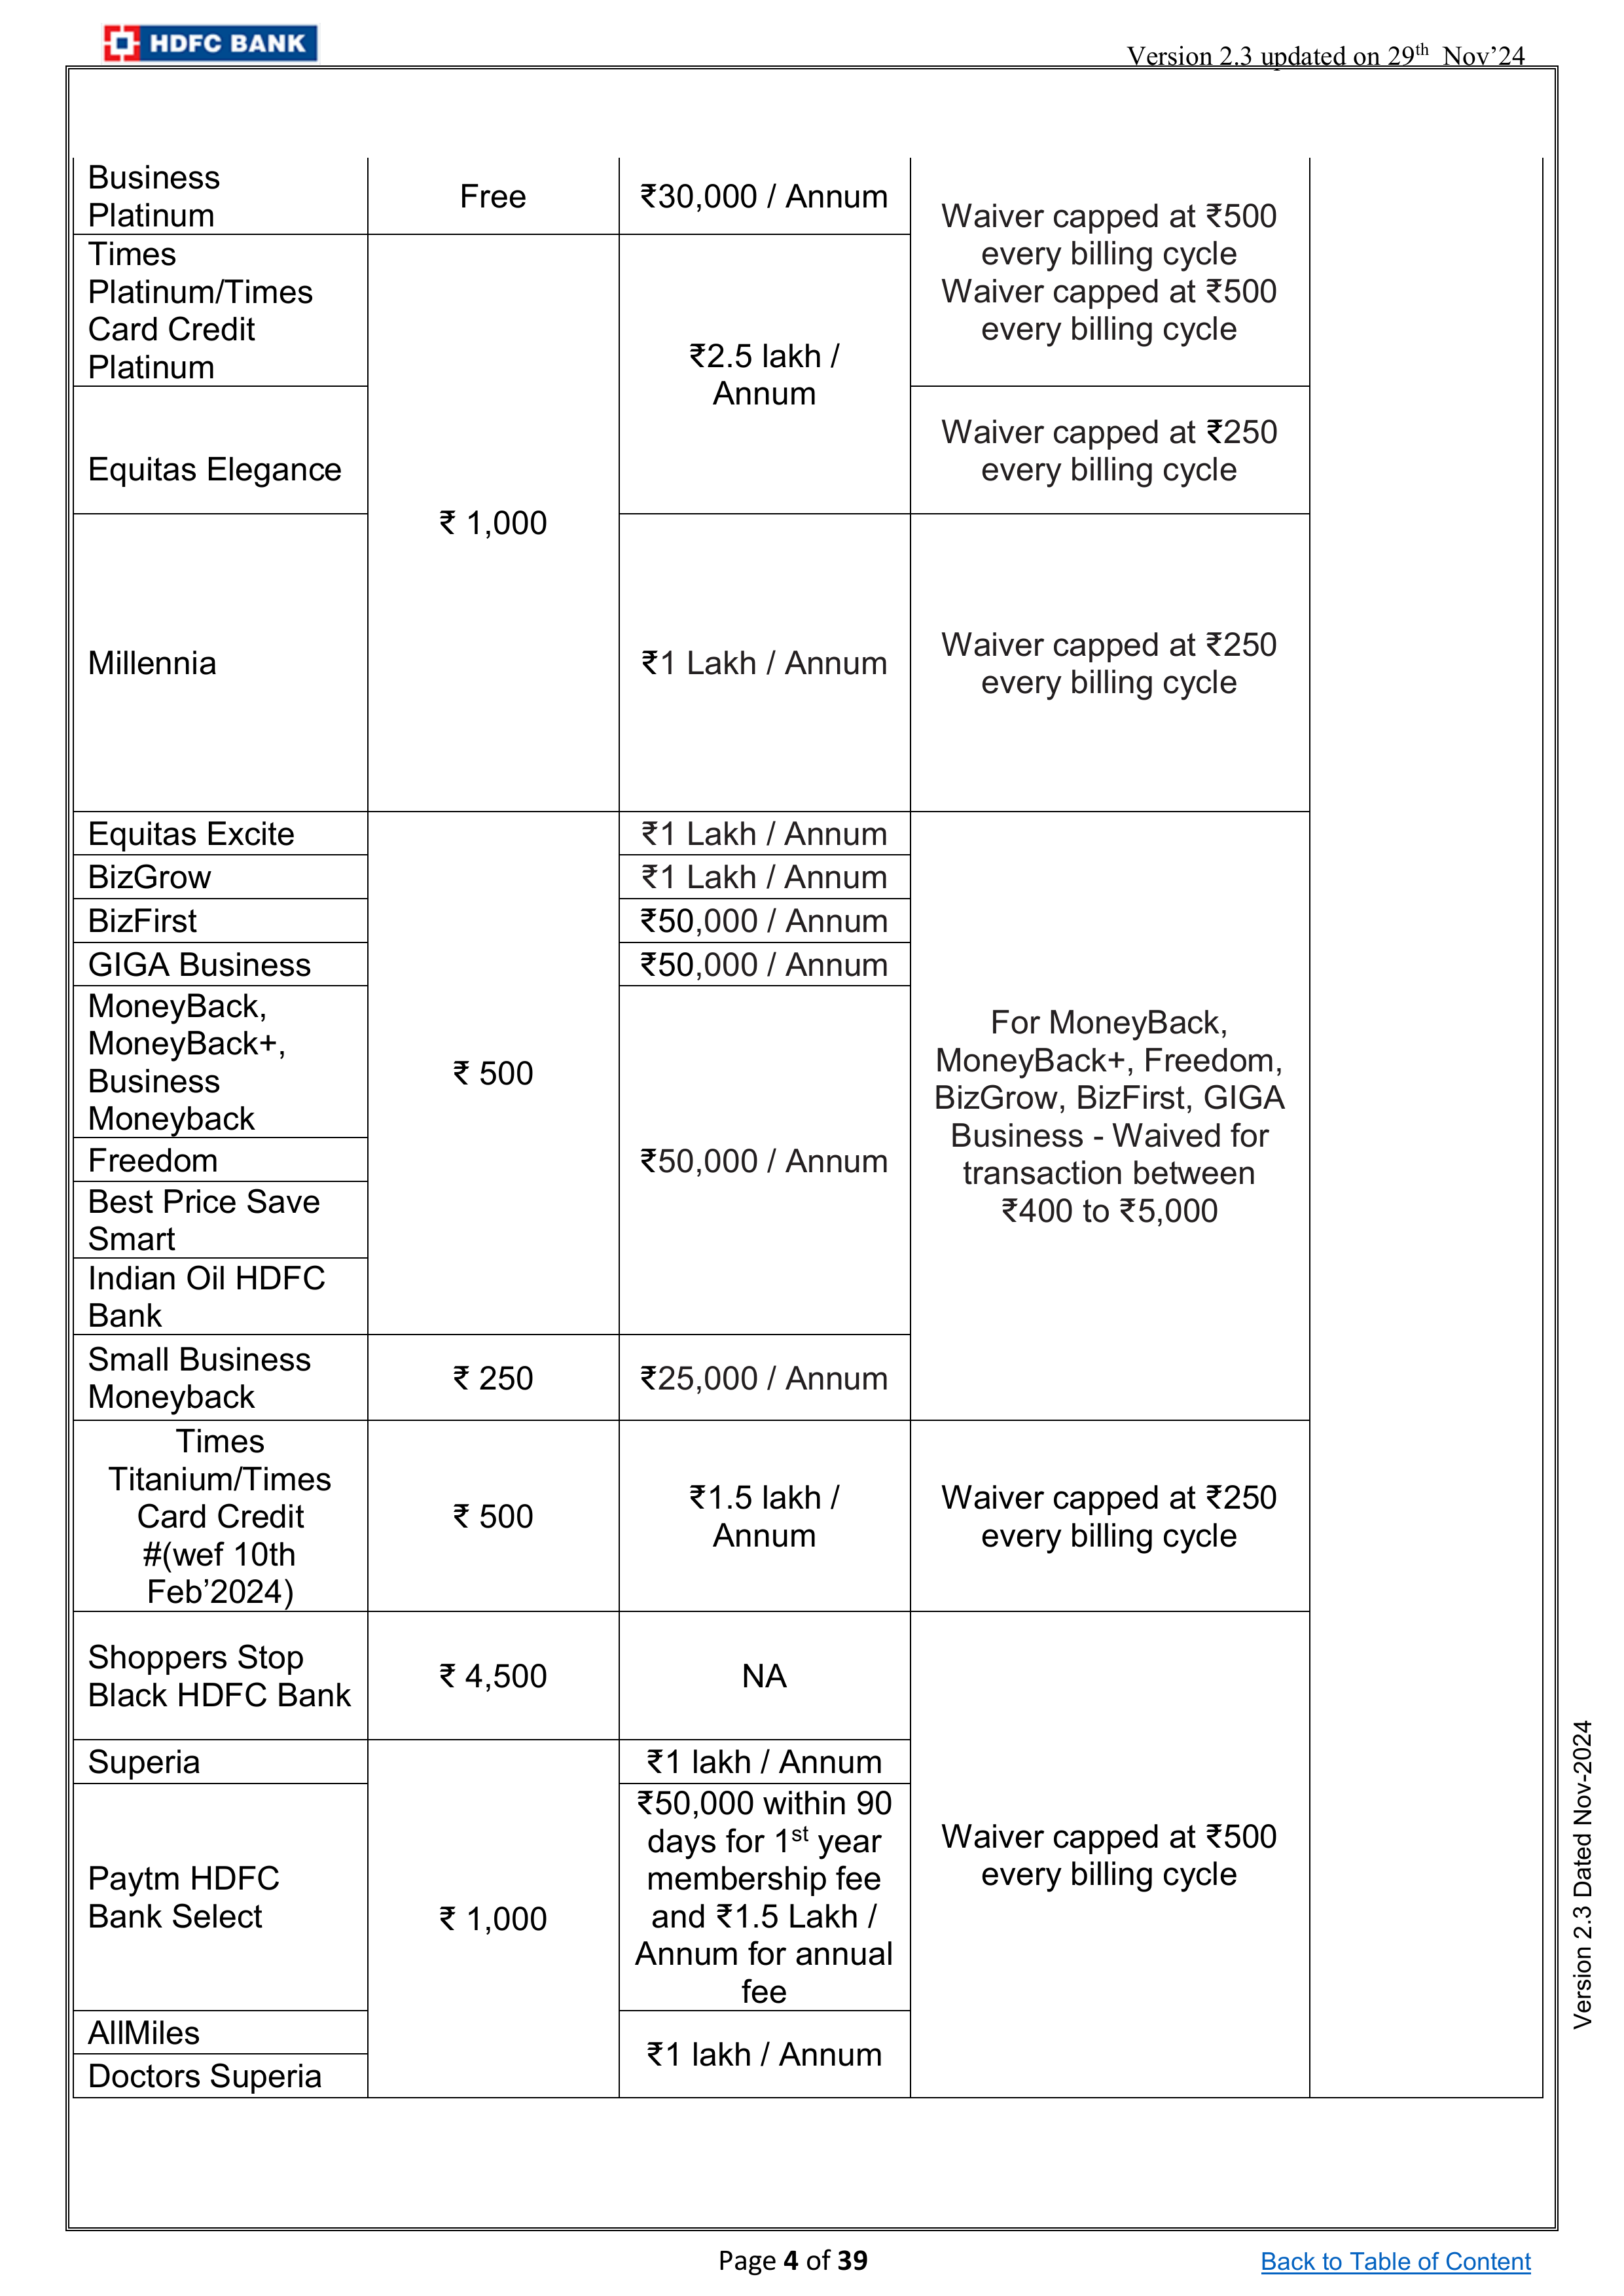 HDFC BANK
Version 2.3 updated on 29th Nov’24
Business
Platinum
Free
₹30,000 / Annum
Waiver capped at ₹500
every billing cycle
Waiver capped at ₹500
every billing cycle
Times
Platinum/Times
Card Credit
Platinum
₹ 1,000
₹2.5 lakh /
Annum
Equitas Elegance
Waiver capped at ₹250
every billing cycle
Millennia
₹1 Lakh / Annum
Waiver capped at ₹250
every billing cycle
Equitas Excite
₹ 500
₹1 Lakh / Annum
For MoneyBack,
MoneyBack+, Freedom,
BizGrow, BizFirst, GIGA
Business - Waived for
transaction between
₹400 to ₹5,000
BizGrow
₹1 Lakh / Annum
BizFirst
₹50,000 / Annum
GIGA Business
₹50,000 / Annum
MoneyBack,
MoneyBack+,
Business
Moneyback
₹50,000 / Annum
Freedom
Best Price Save
Smart
Indian Oil HDFC
Bank
Small Business
Moneyback
₹ 250
₹25,000 / Annum
Times
Titanium/Times
Card Credit
#(wef 10th
Feb’2024)
₹ 500
₹1.5 lakh /
Annum
Waiver capped at ₹250
every billing cycle
Shoppers Stop
Black HDFC Bank
₹ 4,500
NA
Waiver capped at ₹500
every billing cycle
Superia
₹ 1,000
₹1 lakh / Annum
Paytm HDFC
Bank Select
₹50,000 within 90
days for 1st year
membership fee
and ₹1.5 Lakh /
Annum for annual
fee
AllMiles
₹1 lakh / Annum
Doctors Superia
Version 2.3 Dated Nov-2024
Page 4 of 39
Back to Table of Content